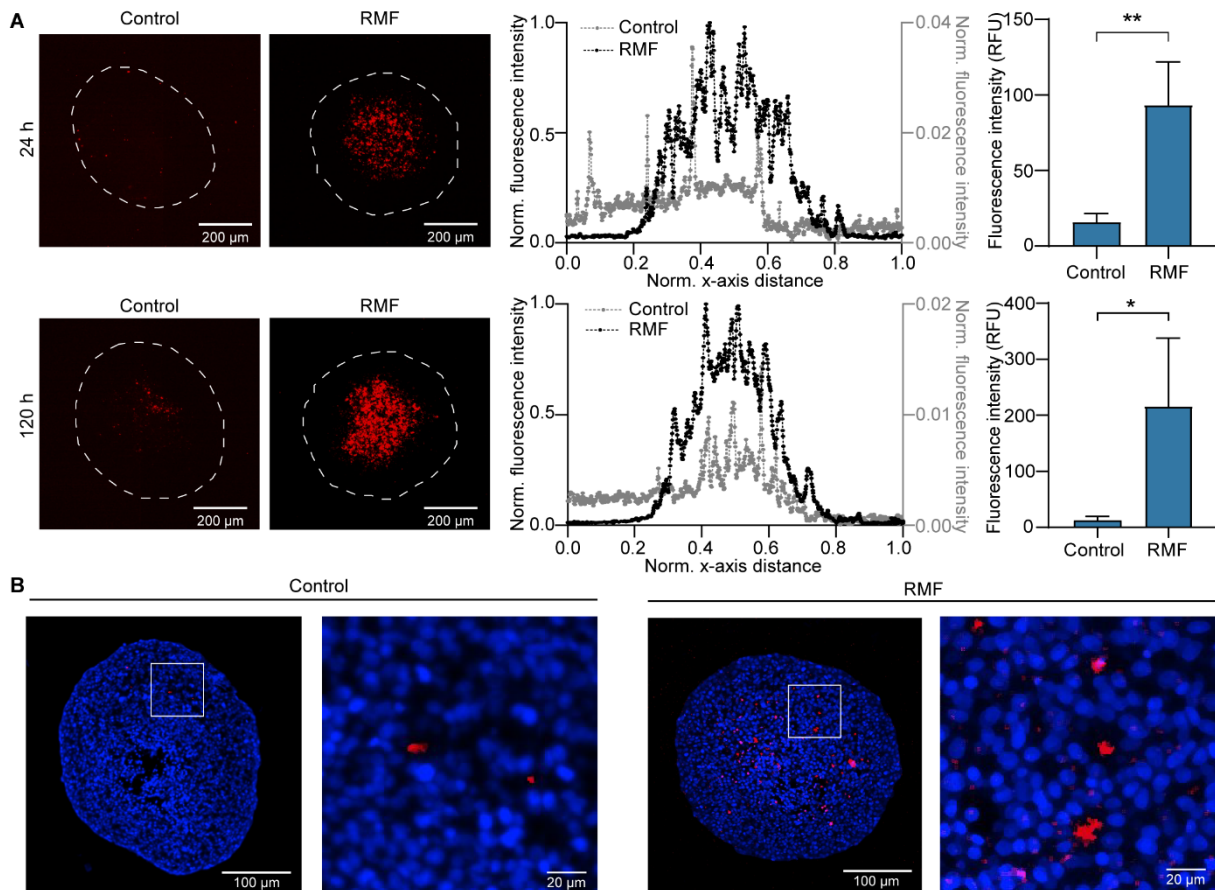 A
Control
RMF
24 h
200 µm
200 µm
Norm. fluorescence intensity
1.0
0.5
0.0
Control
RMF
0.04
0.02
0.00
Norm. fluorescence intensity
0.0 0.2 0.4 0.6 0.8 1.0
Norm. x-axis distance
Fluorescence intensity (RFU)
150
100
50
0
**
Control RMF
Control
RMF
120 h
200 µm
200 µm
Norm. fluorescence intensity
1.0
0.5
0.0
Control
RMF
0.02
0.01
0.00
Norm. fluorescence intensity
0.0 0.2 0.4 0.6 0.8 1.0
Norm. x-axis distance
Fluorescence intensity (RFU)
400
300
200
100
0
*
Control RMF
B
Control
RMF
100 µm
20 µm
100 µm
20 µm